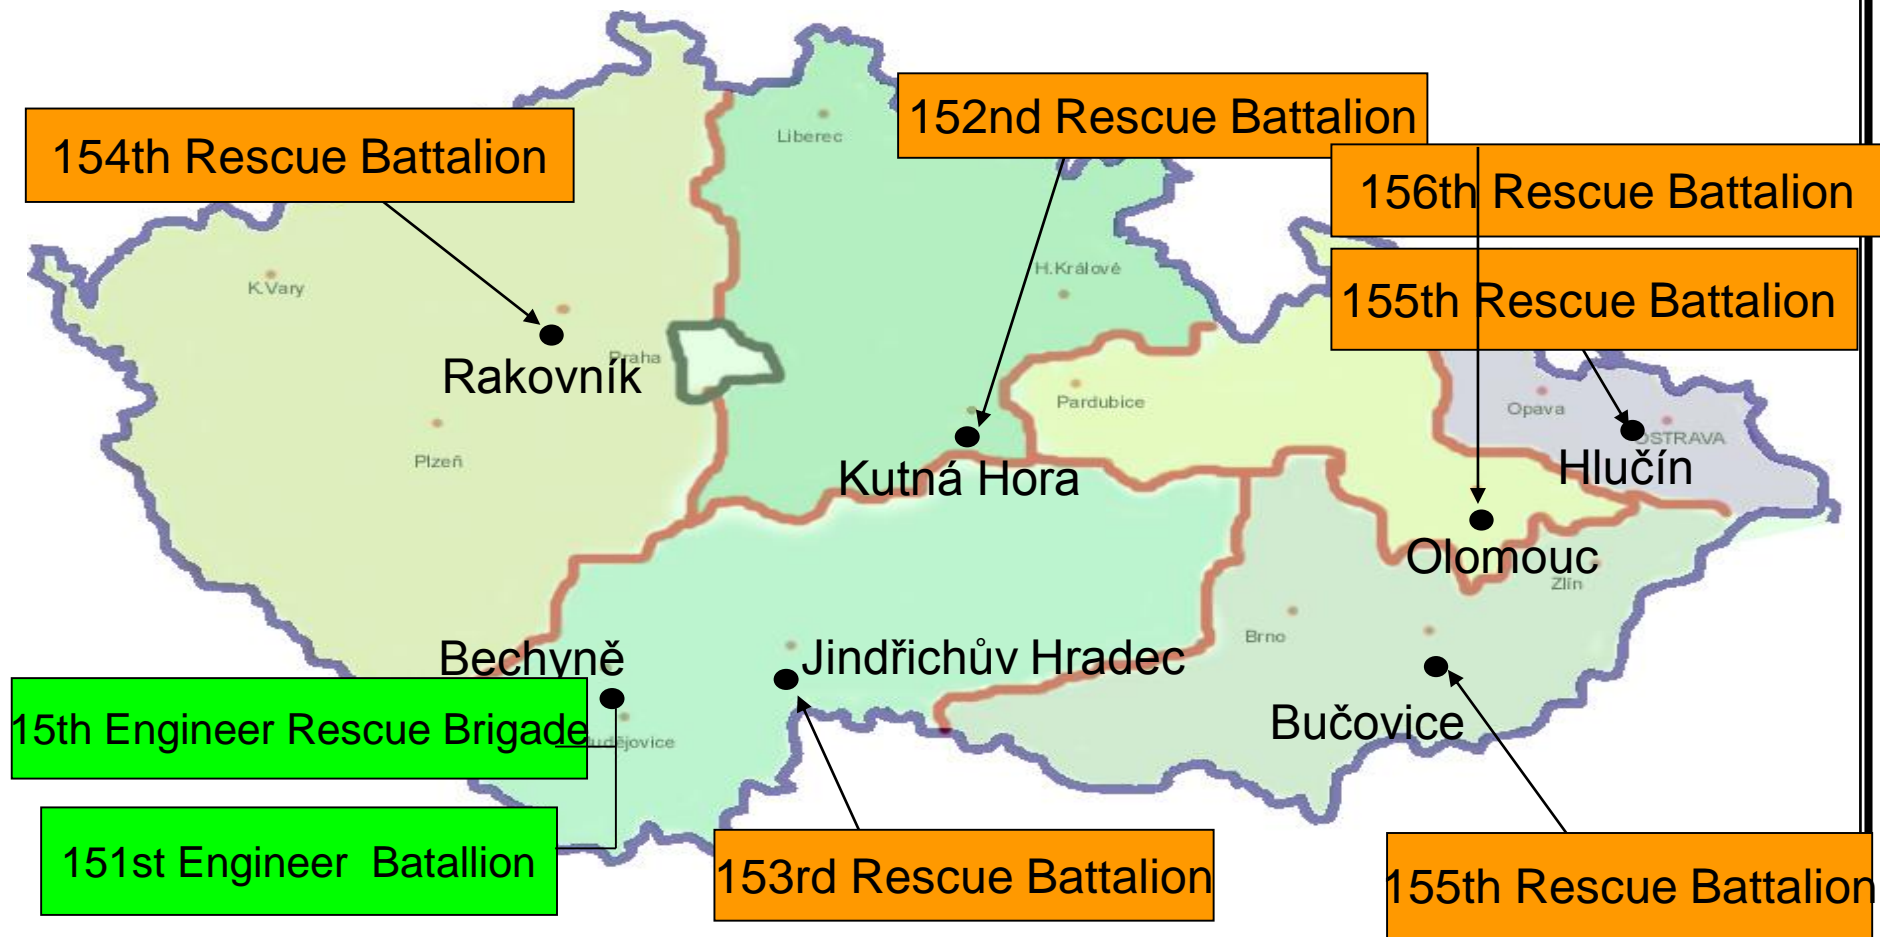 152nd Rescue Battalion
154th Rescue Battalion
Liberec
156th Rescue Battalion
H.Králové
K.Vary
155th Rescue Battalion
Praha
Rakovník
Pardubice
Opava
OSTRAVA
Plzeň
Kutná Hora
Hlučín
Olomouc
Zlín
Brno
Bechyně
Jindřichův Hradec
Bučovice
15th Engineer Rescue Brigade
udějovice
151st Engineer Batallion
153rd Rescue Battalion
155th Rescue Battalion